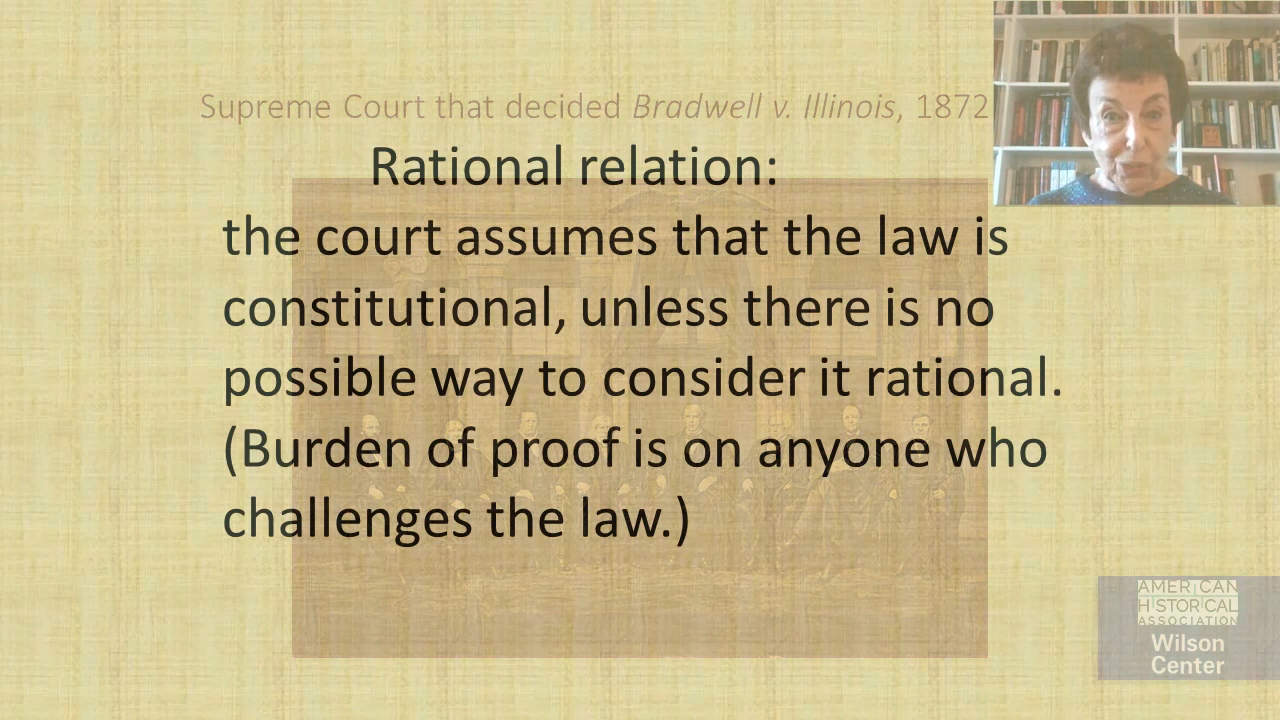 Supreme Court that decided Bradwell v. Illinois, 1872
Rational relation:
the court assumes that the law is
constitutional, unless there is no
possible way to consider it rational.
(Burden of proof is on anyone who
challenges the law.)
AMERICAN
HISTORICAL
ASSOCIATION
Wilson
Center